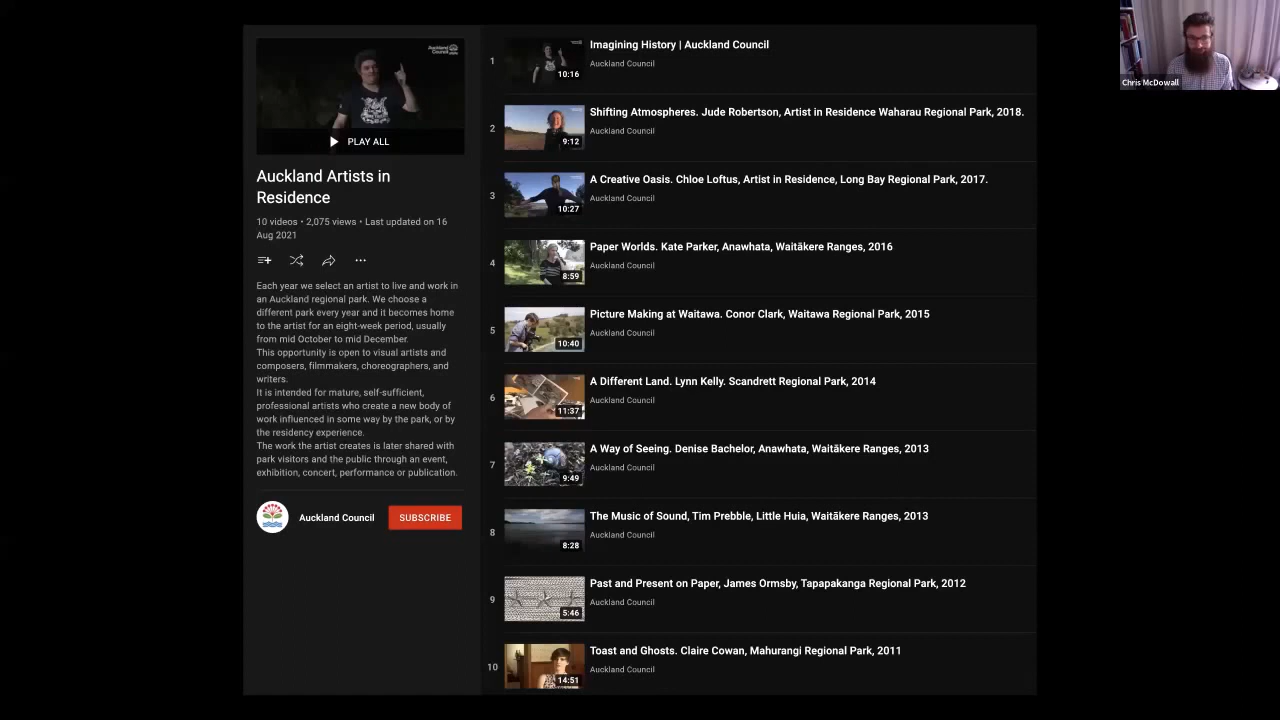 Auckland Council
PLAY ALL
Auckland Artists in
Residence
10 videos • 2,075 views • Last updated on 16
Aug 2021
Each year we select an artist to live and work in
an Auckland regional park. We choose a
different park every year and it becomes home
to the artist for an eight-week period, usually
from mid October to mid December.
This opportunity is open to visual artists and
composers, filmmakers, choreographers, and
writers.
It is intended for mature, self-sufficient,
professional artists who create a new body of
work influenced in some way by the park, or by
the residency experience.
The work the artist creates is later shared with
park visitors and the public through an event,
exhibition, concert, performance or publication.
Auckland Council
SUBSCRIBE
1
10:16
Imagining History | Auckland Council
Auckland Council
2
9:12
Shifting Atmospheres. Jude Robertson, Artist in Residence Waharau Regional Park, 2018.
Auckland Council
3
10:27
A Creative Oasis. Chloe Loftus, Artist in Residence, Long Bay Regional Park, 2017.
Auckland Council
4
8:59
Paper Worlds. Kate Parker, Anawhata, Waitākere Ranges, 2016
Auckland Council
5
10:40
Picture Making at Waitawa. Conor Clark, Waitawa Regional Park, 2015
Auckland Council
6
11:37
A Different Land. Lynn Kelly. Scandrett Regional Park, 2014
Auckland Council
7
9:49
A Way of Seeing. Denise Bachelor, Anawhata, Waitākere Ranges, 2013
Auckland Council
8
8:28
The Music of Sound, Tim Prebble, Little Huia, Waitākere Ranges, 2013
Auckland Council
9
5:46
Past and Present on Paper, James Ormsby, Tapapakanga Regional Park, 2012
Auckland Council
10
14:51
Toast and Ghosts. Claire Cowan, Mahurangi Regional Park, 2011
Auckland Council
Chris McDowall